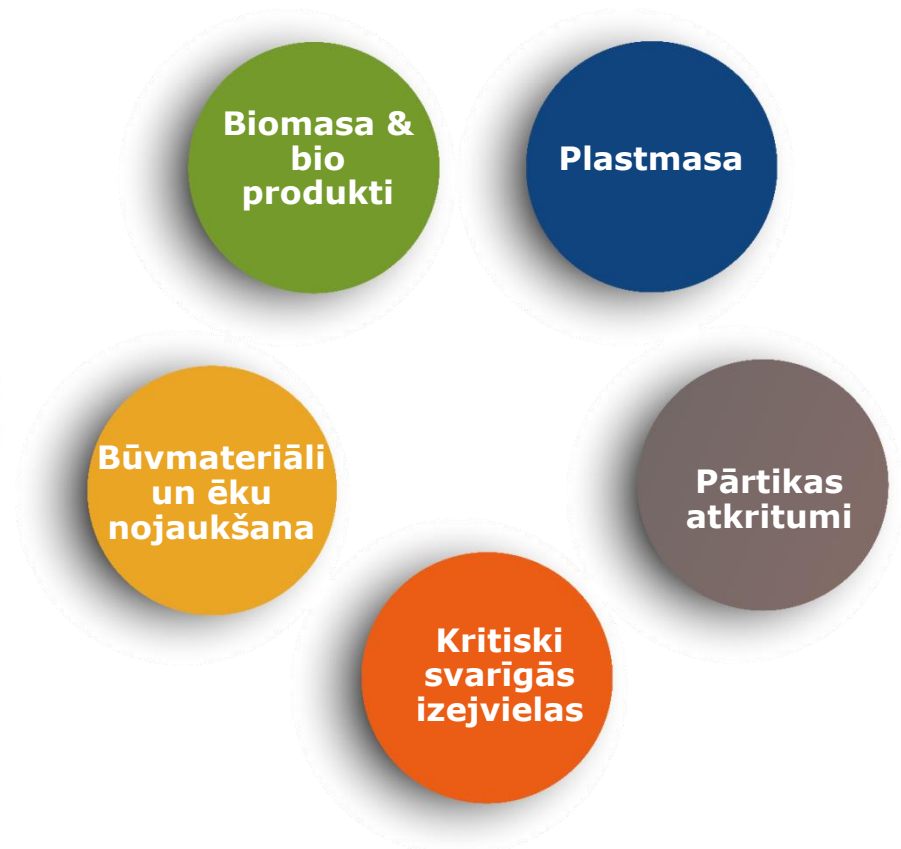 Biomasa &
bio
produkti
Plastmasa
Būvmateriāli
un ēku
nojaukšana
Pārtikas
atkritumi
Kritiski
svarīgās
izejvielas